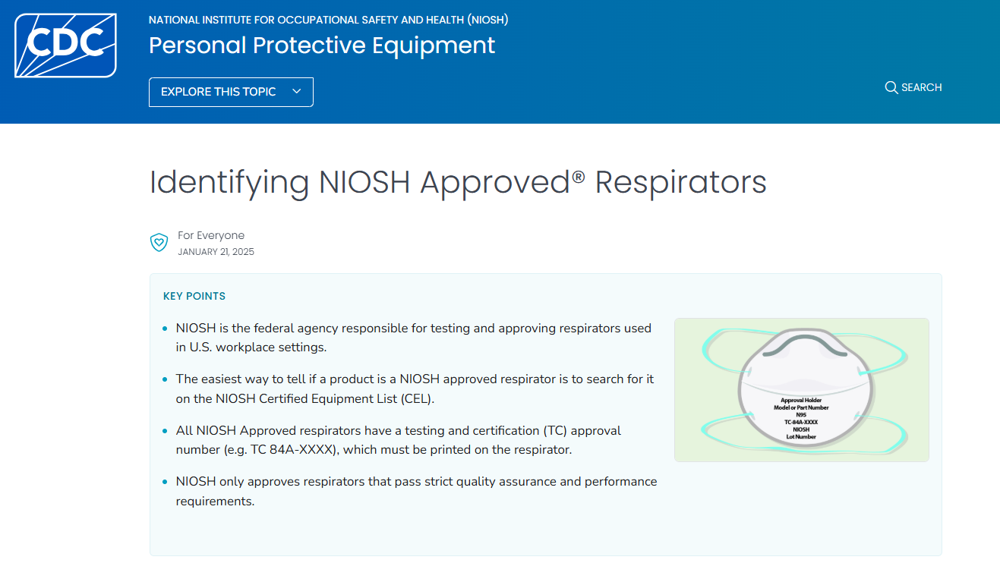 CDC
NATIONAL INSTITUTE FOR OCCUPATIONAL SAFETY AND HEALTH (NIOSH)
Personal Protective Equipment
EXPLORE THIS TOPIC
SEARCH
Identifying NIOSH Approved® Respirators
For Everyone
JANUARY 21, 2025
KEY POINTS
• NIOSH is the federal agency responsible for testing and approving respirators used
in U.S. workplace settings.
• The easiest way to tell if a product is a NIOSH approved respirator is to search for it
on the NIOSH Certified Equipment List (CEL).
• All NIOSH Approved respirators have a testing and certification (TC) approval
number (e.g. TC 84A-XXXX), which must be printed on the respirator.
• NIOSH only approves respirators that pass strict quality assurance and performance
requirements.
Approval Holder
Model or Part Number
N95
TC-84A-XXXX
NIOSH
Lot Number